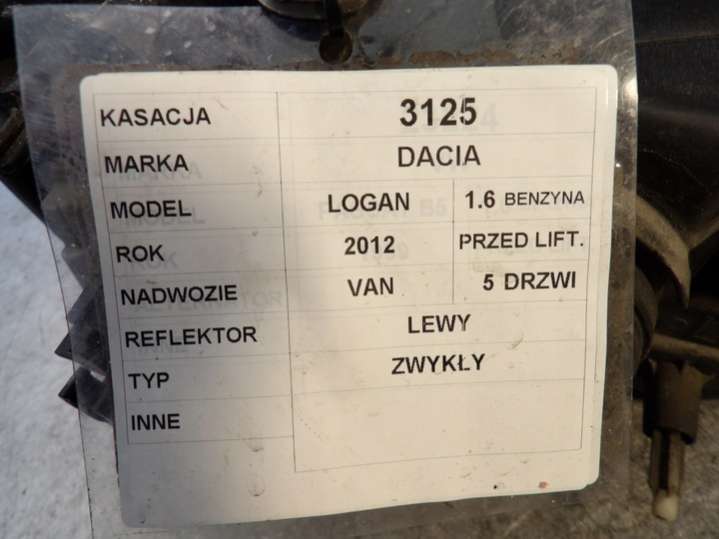 KASACJA 3125
MARKA DACIA
MODEL LOGAN 1.6 BENZYNA
ROK 2012 PRZED LIFT.
NADWOZIE VAN 5 DRZWI
REFLEKTOR LEWY
TYP ZWYKŁY
INNE